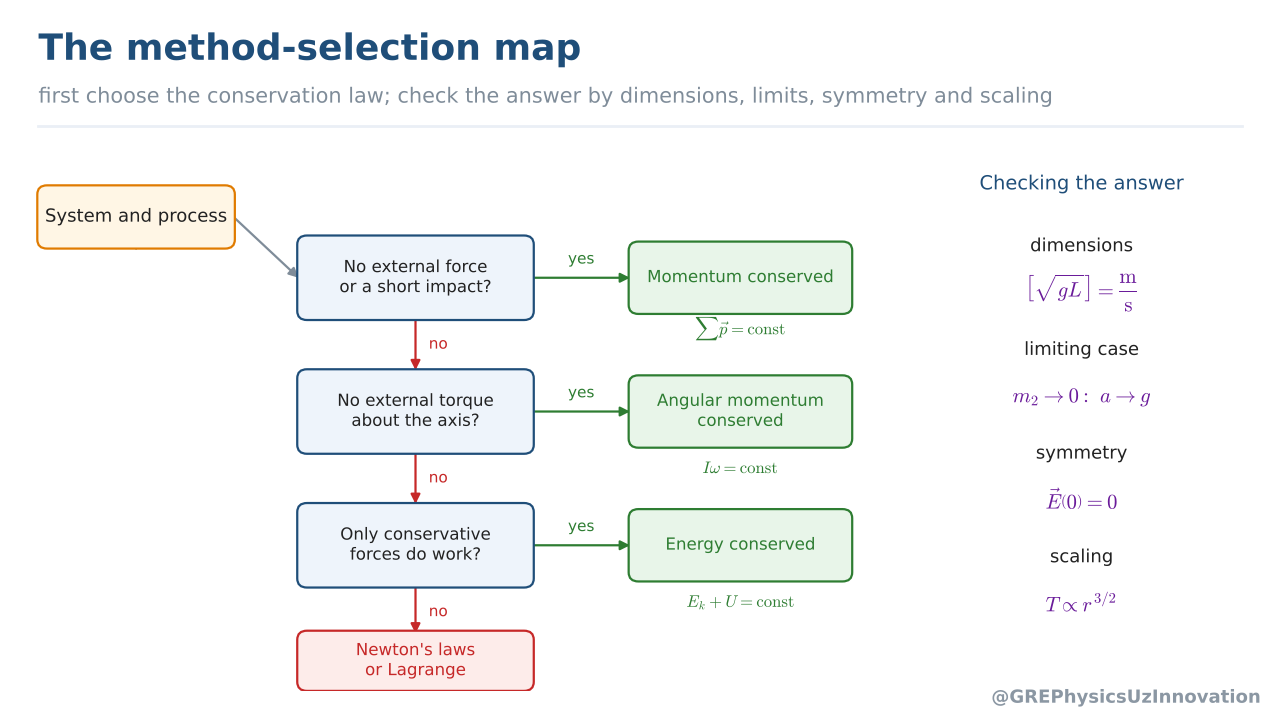 The method-selection map
first choose the conservation law; check the answer by dimensions, limits, symmetry and scaling
System and process
No external force
or a short impact?
yes
Momentum conserved
∑p⃗ = const
no
No external torque
about the axis?
yes
Angular momentum
conserved
Iω = const
no
Only conservative
forces do work?
yes
Energy conserved
E_k + U = const
no
Newton's laws
or Lagrange
Checking the answer
dimensions
[√gL] = m/s
limiting case
m₂ → 0 : a → g
symmetry
E⃗(0) = 0
scaling
T ∝ r^{3/2}
@GREPhysicsUzInnovation